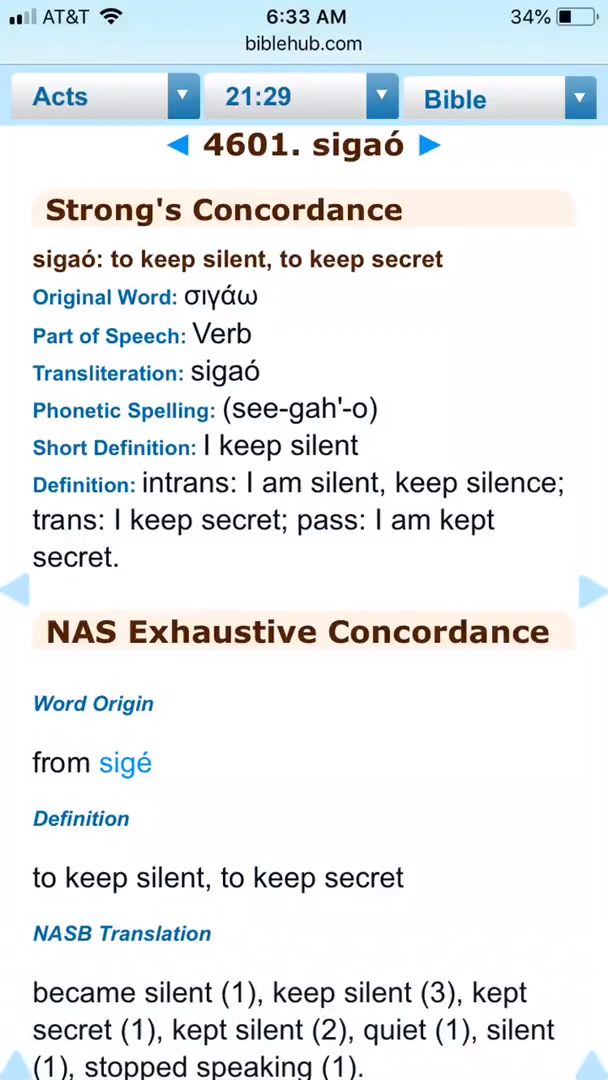 AT&T 6:33 AM 34%
biblehub.com
Acts 21:29 Bible
4601. sigaó
Strong's Concordance
sigaó: to keep silent, to keep secret
Original Word: σιγάω
Part of Speech: Verb
Transliteration: sigaó
Phonetic Spelling: (see-gah'-o)
Short Definition: I keep silent
Definition: intrans: I am silent, keep silence;
trans: I keep secret; pass: I am kept
secret.
NAS Exhaustive Concordance
Word Origin
from sigé
Definition
to keep silent, to keep secret
NASB Translation
became silent (1), keep silent (3), kept
secret (1), kept silent (2), quiet (1), silent
(1), stopped speaking (1).